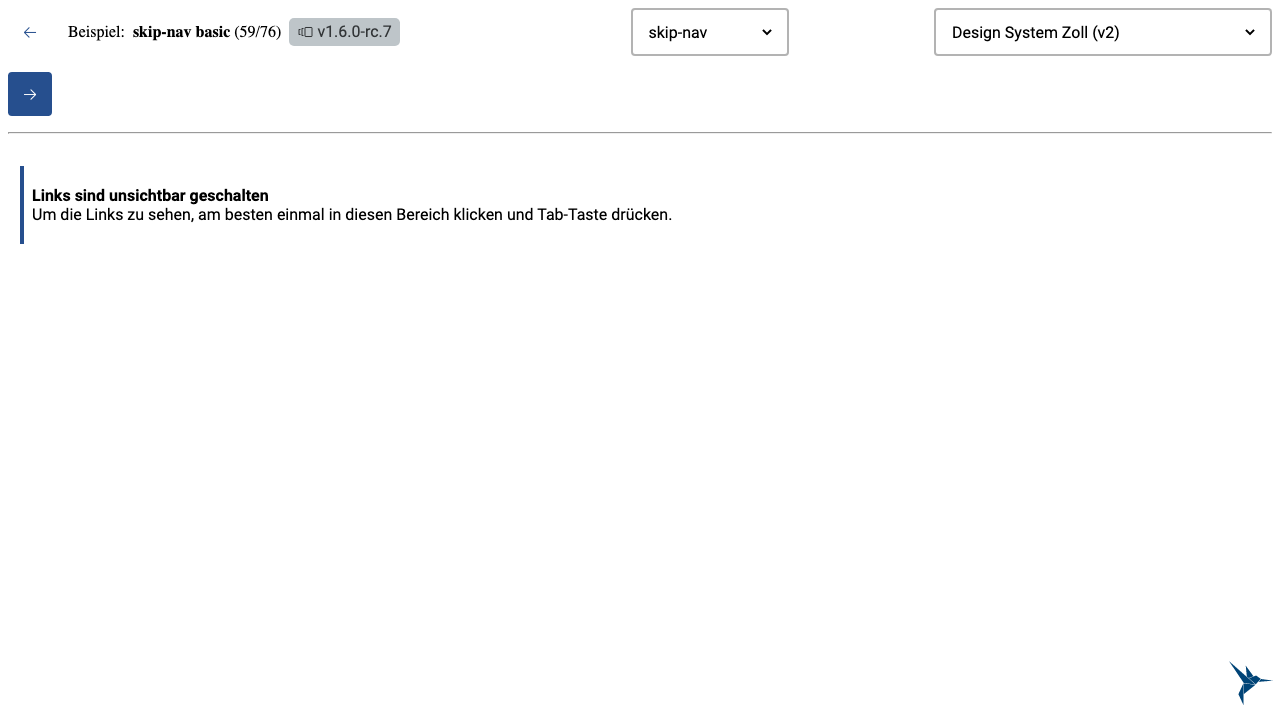 Beispiel: skip-nav basic (59/76) v1.6.0-rc.7 skip-nav Design System Zoll (v2)
Links sind unsichtbar geschalten
Um die Links zu sehen, am besten einmal in diesen Bereich klicken und Tab-Taste drücken.